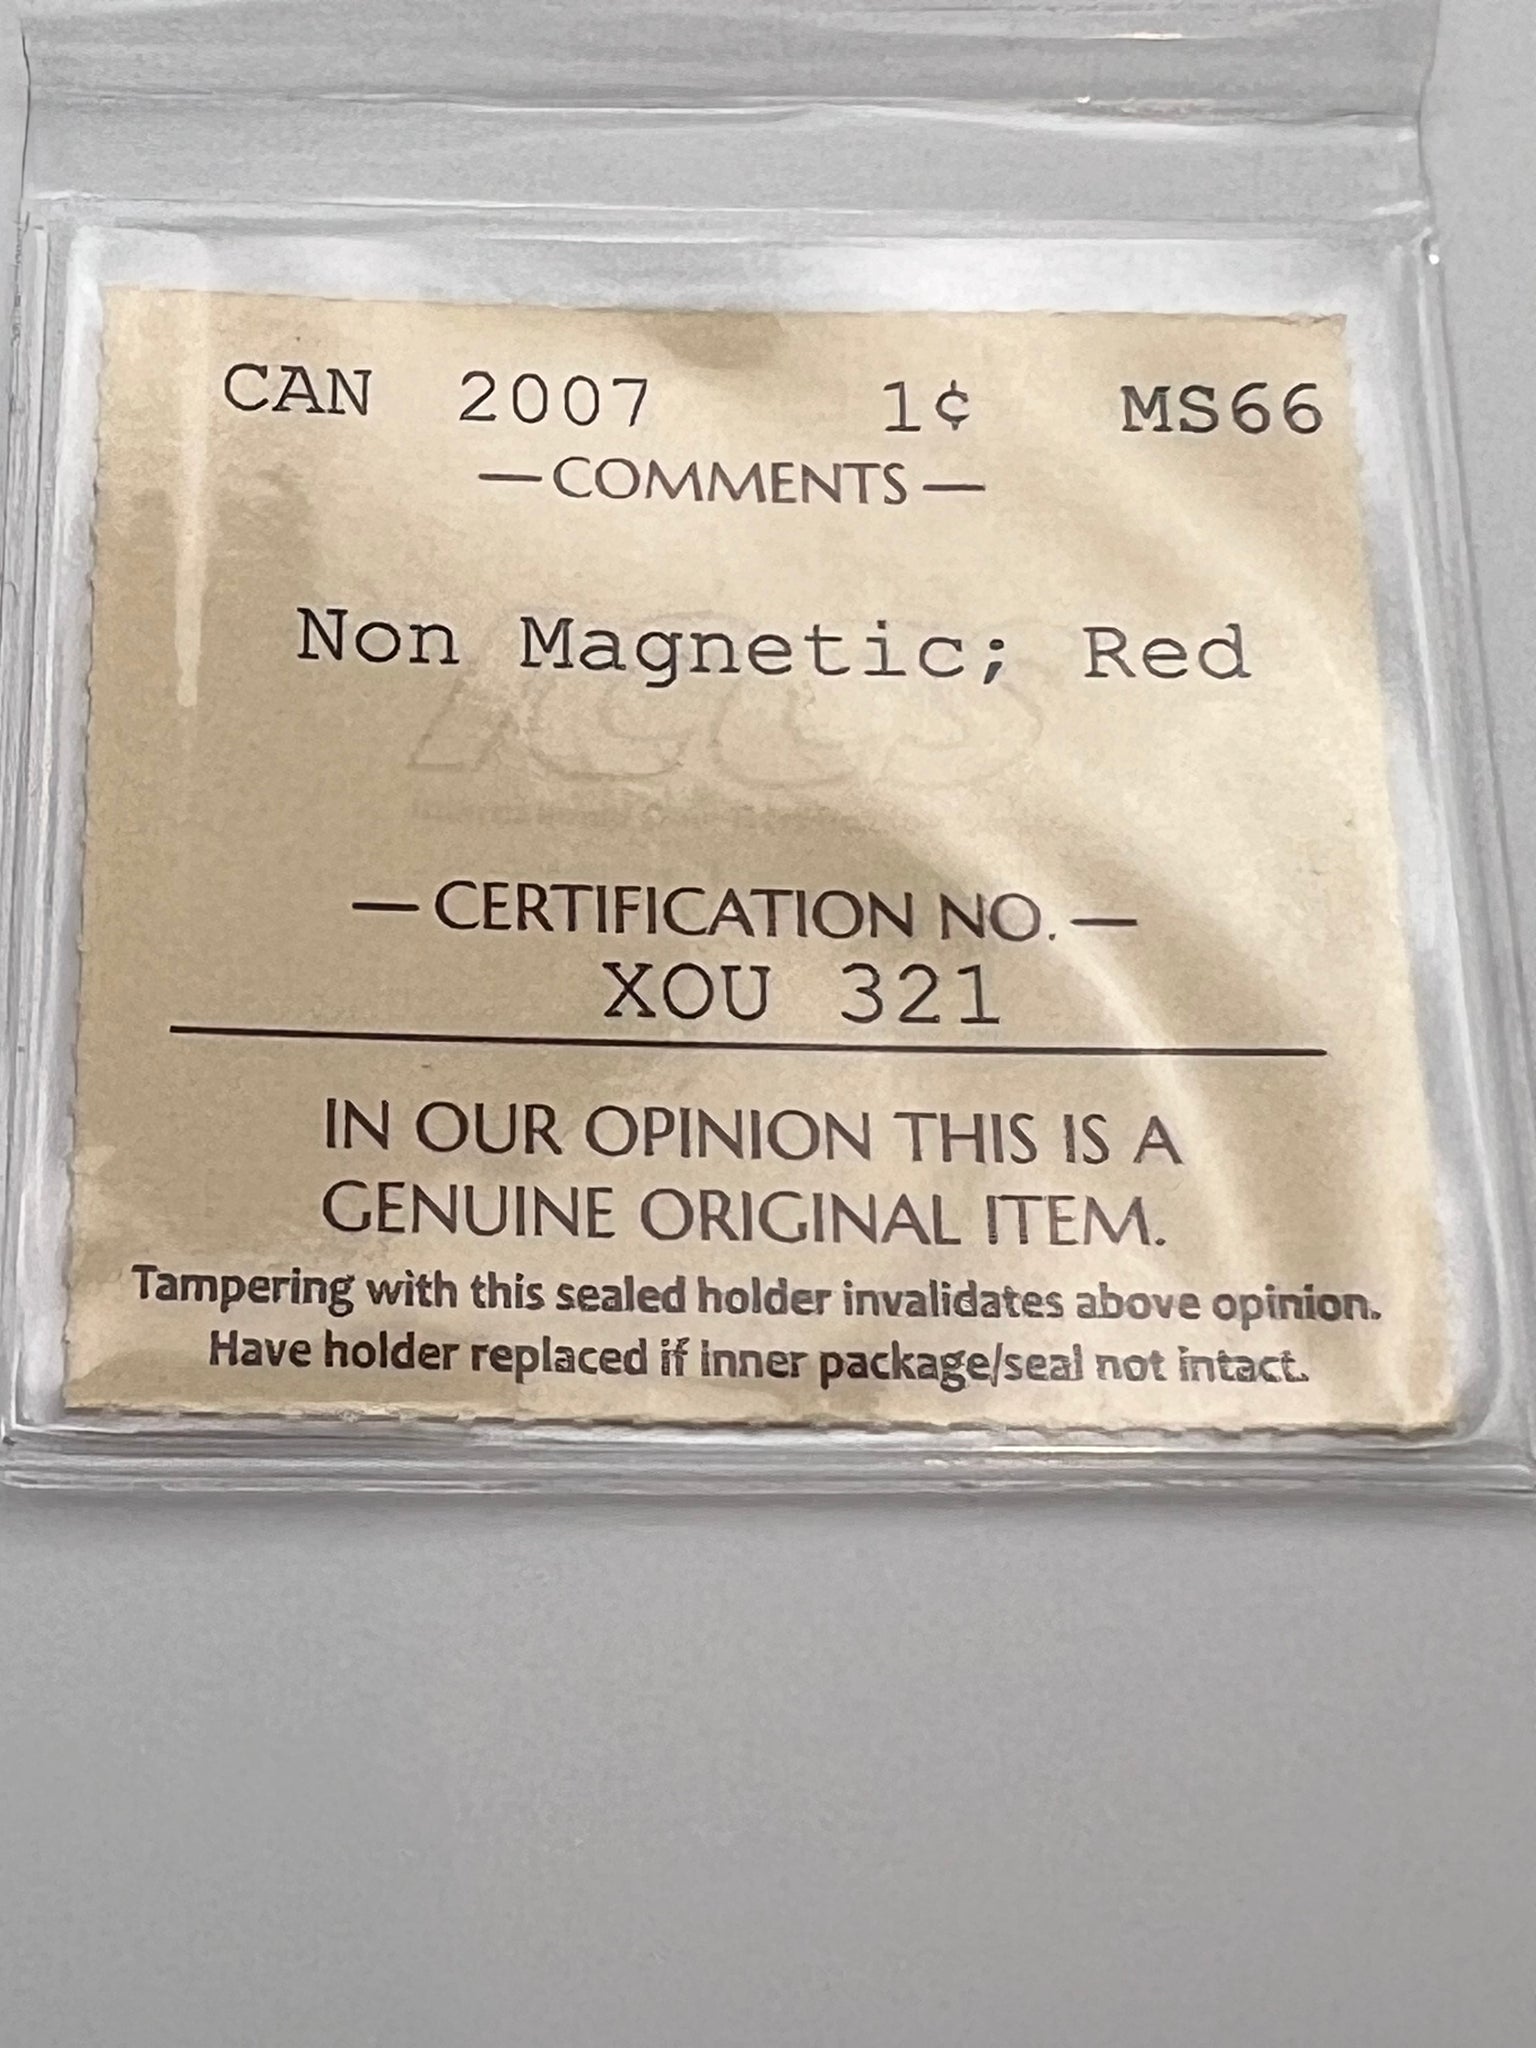 CAN 2007 1¢ MS66
—COMMENTS—
Non Magnetic; Red
—CERTIFICATION NO.—
XOU 321
IN OUR OPINION THIS IS A
GENUINE ORIGINAL ITEM.
Tampering with this sealed holder invalidates above opinion.
Have holder replaced if inner package/seal not intact.